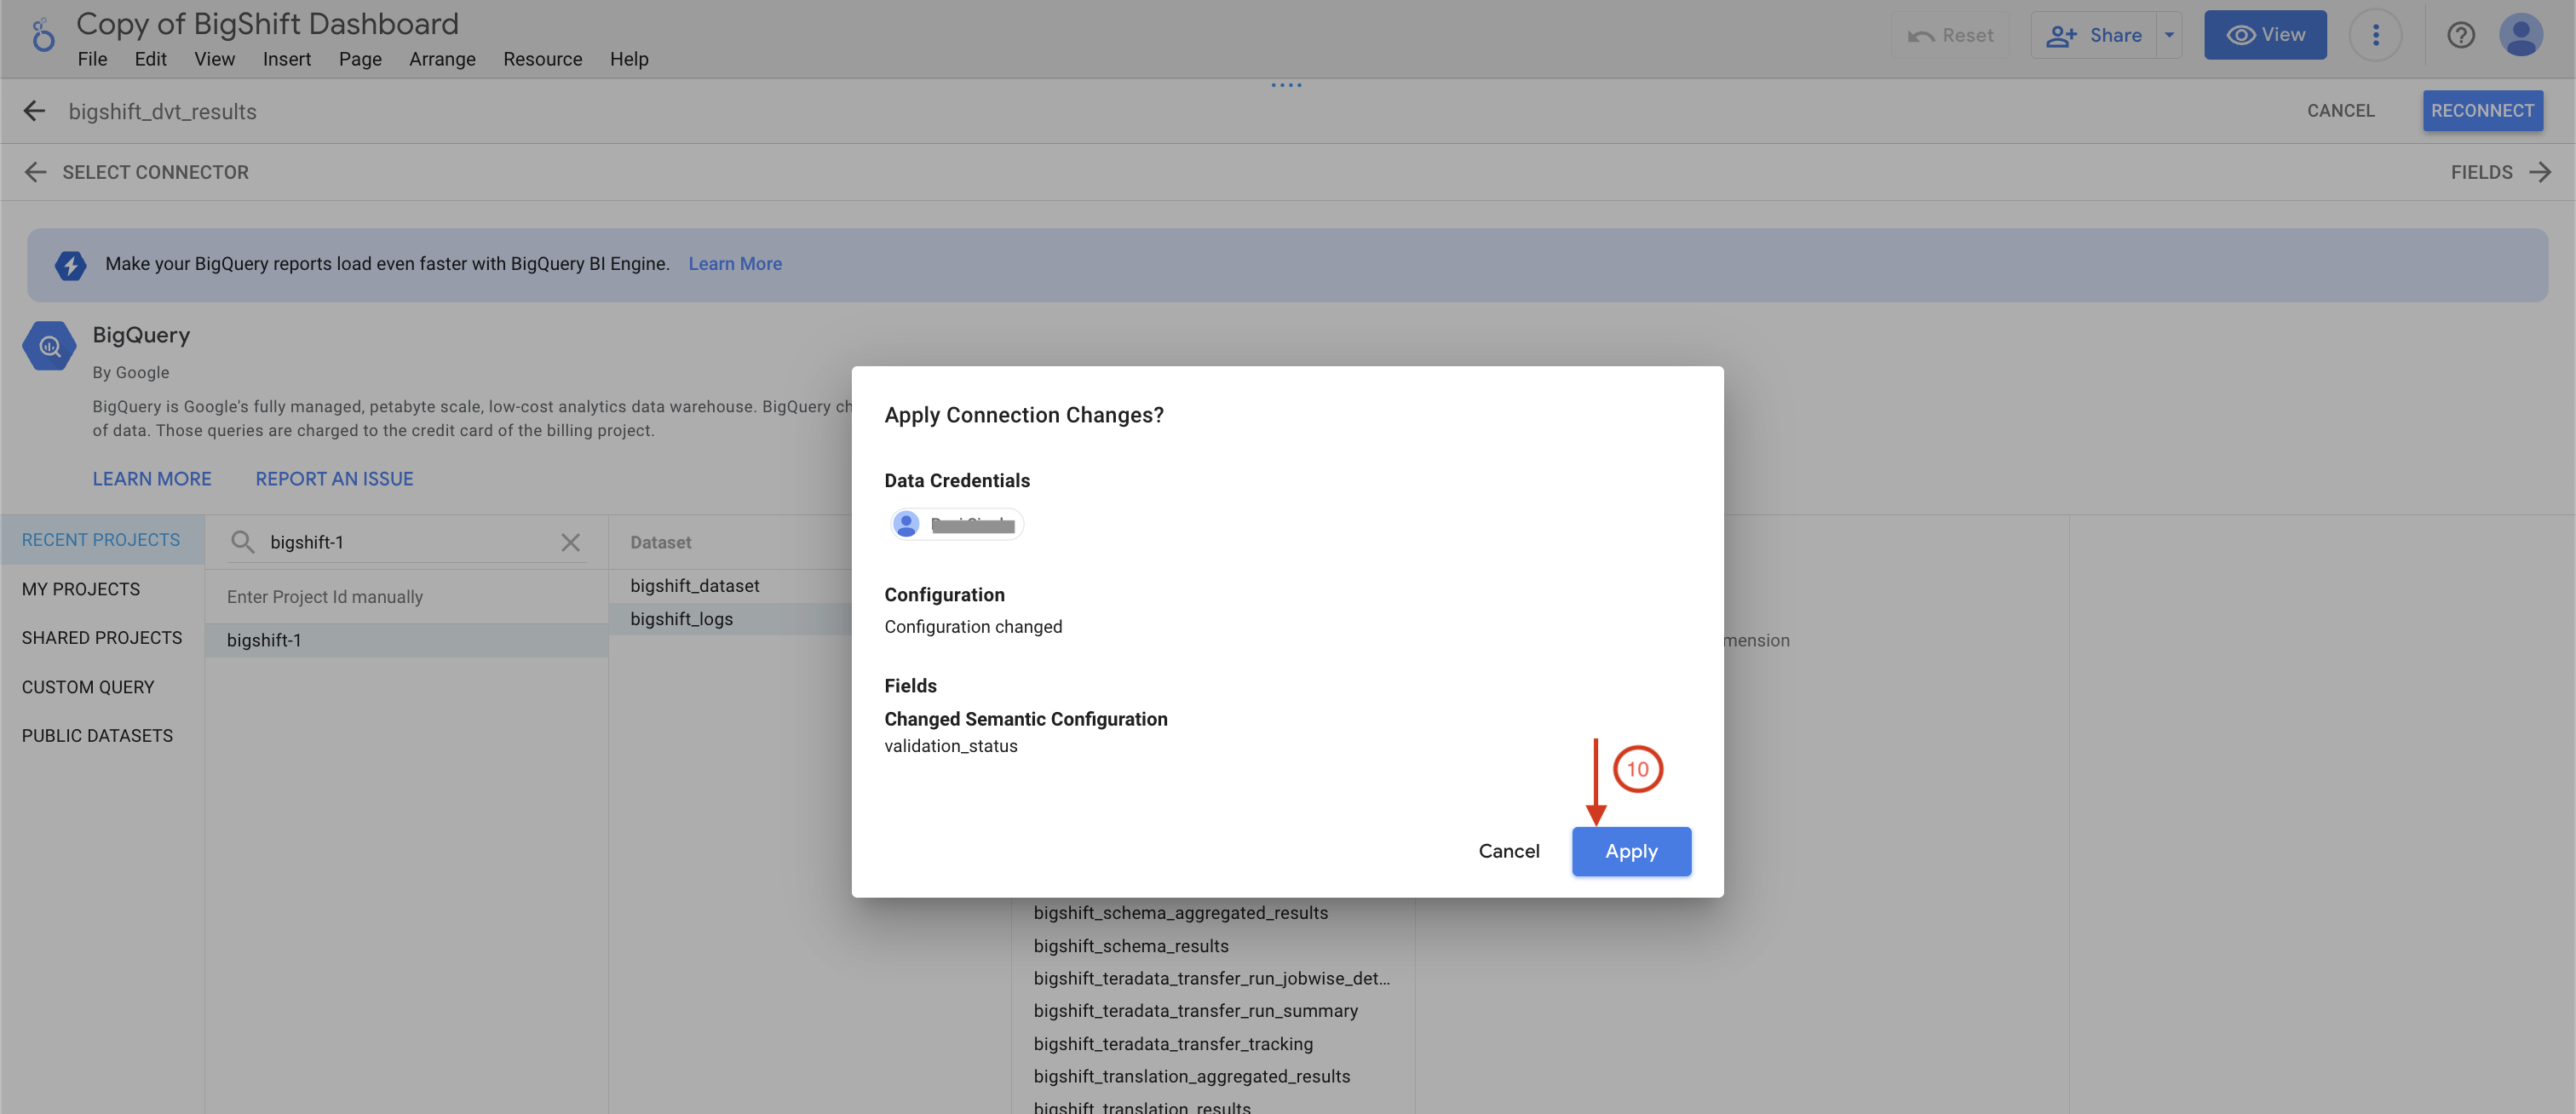 Copy of BigShift Dashboard
File Edit View Insert Page Arrange Resource Help
Reset
Share
View
bigshift_dvt_results
CANCEL
RECONNECT
SELECT CONNECTOR
FIELDS
Make your BigQuery reports load even faster with BigQuery BI Engine. Learn More
BigQuery
By Google
BigQuery is Google's fully managed, petabyte scale, low-cost analytics data warehouse. BigQuery ch
of data. Those queries are charged to the credit card of the billing project.
LEARN MORE REPORT AN ISSUE
RECENT PROJECTS
MY PROJECTS
SHARED PROJECTS
CUSTOM QUERY
PUBLIC DATASETS
bigshift-1
Enter Project Id manually
bigshift-1
Dataset
bigshift_dataset
bigshift_logs
Apply Connection Changes?
Data Credentials
Configuration
Configuration changed
Fields
Changed Semantic Configuration
validation_status
10
Cancel
Apply
mension
bigshift_schema_aggregated_results
bigshift_schema_results
bigshift_teradata_transfer_run_jobwise_det...
bigshift_teradata_transfer_run_summary
bigshift_teradata_transfer_tracking
bigshift_translation_aggregated_results
bigshift_translation_results